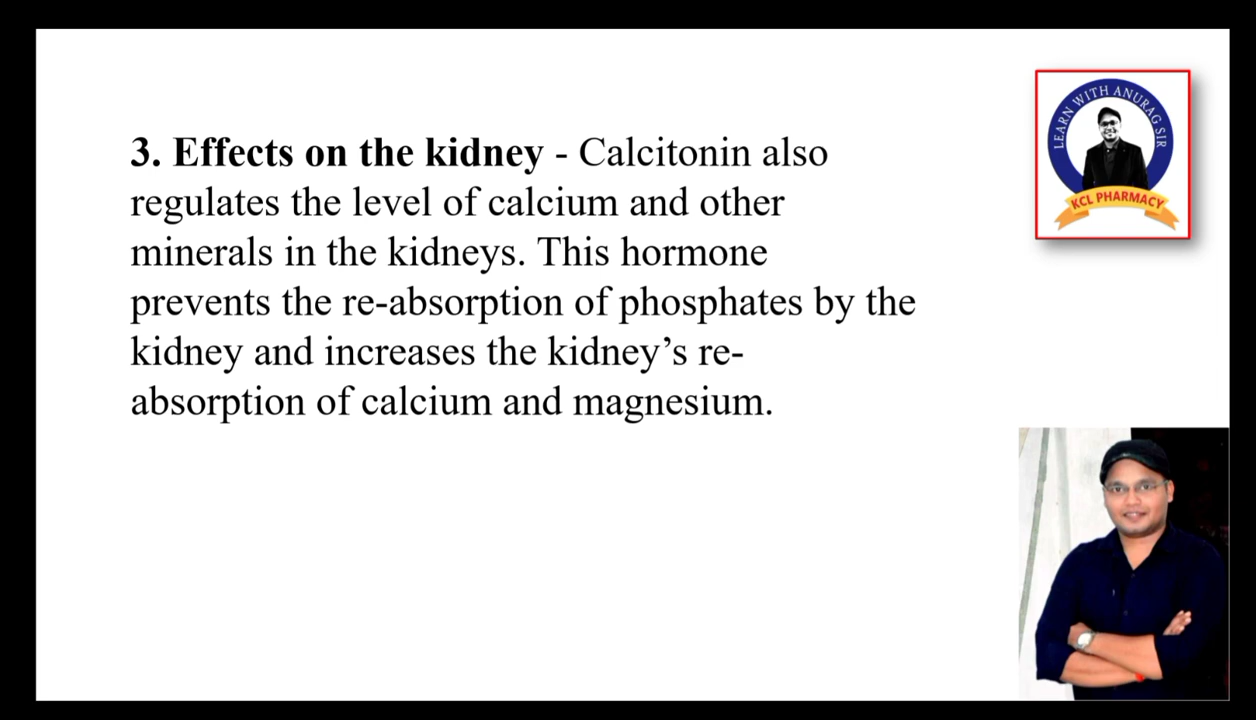 3. Effects on the kidney - Calcitonin also
regulates the level of calcium and other
minerals in the kidneys. This hormone
prevents the re-absorption of phosphates by the
kidney and increases the kidney’s re-
absorption of calcium and magnesium.
LEARN WITH ANURAG SIR
KCL PHARMACY